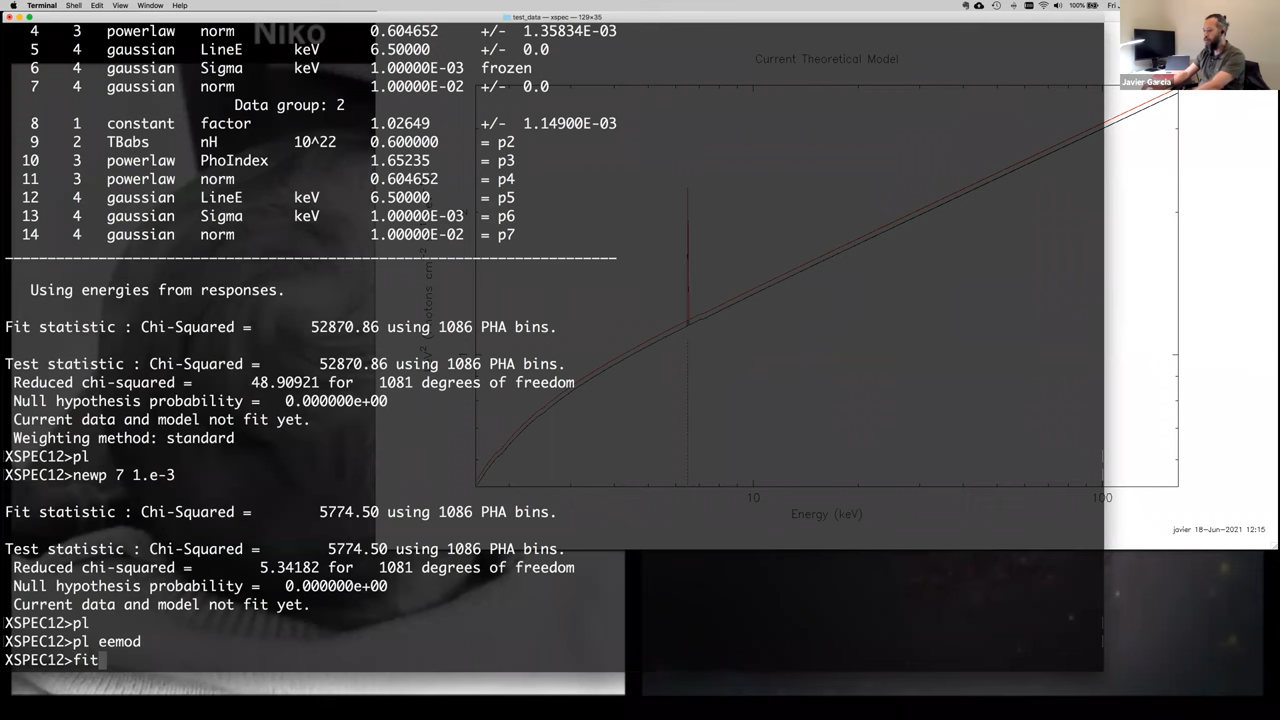 Terminal Shell Edit View Window Help
100%
Fri
test_data — xspec — 129×35
Niko
Javier Garcia
4 3 powerlaw norm 0.604652 +/- 1.35834E-03
5 4 gaussian LineE keV 6.50000 +/- 0.0
6 4 gaussian Sigma keV 1.00000E-03 frozen
7 4 gaussian norm 1.00000E-02 +/- 0.0
Data group: 2
8 1 constant factor 1.02649 +/- 1.14900E-03
9 2 TBabs nH 10^22 0.600000 = p2
10 3 powerlaw PhoIndex 1.65235 = p3
11 3 powerlaw norm 0.604652 = p4
12 4 gaussian LineE keV 6.50000 = p5
13 4 gaussian Sigma keV 1.00000E-03 = p6
14 4 gaussian norm 1.00000E-02 = p7
Using energies from responses.
Fit statistic : Chi-Squared = 52870.86 using 1086 PHA bins.
Test statistic : Chi-Squared = 52870.86 using 1086 PHA bins.
Reduced chi-squared = 48.90921 for 1081 degrees of freedom
Null hypothesis probability = 0.000000e+00
Current data and model not fit yet.
Weighting method: standard
XSPEC12>pl
XSPEC12>newp 7 1.e-3
Fit statistic : Chi-Squared = 5774.50 using 1086 PHA bins.
Test statistic : Chi-Squared = 5774.50 using 1086 PHA bins.
Reduced chi-squared = 5.34182 for 1081 degrees of freedom
Null hypothesis probability = 0.000000e+00
Current data and model not fit yet.
XSPEC12>pl
XSPEC12>pl eemod
XSPEC12>fit
Current Theoretical Model
10
100
Energy (keV)
javier 18-Jun-2021 12:15